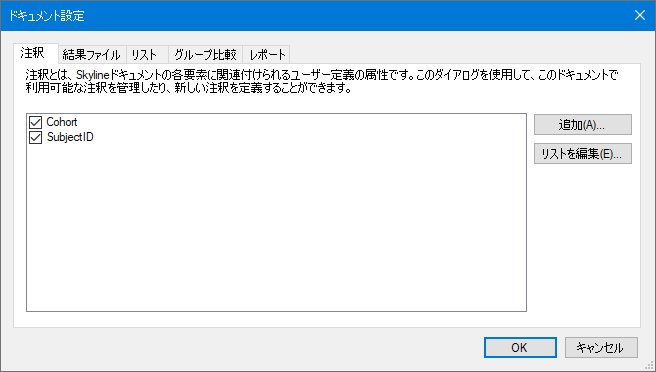 ドキュメント設定
注釈 結果ファイル リスト グループ比較 レポート
注釈とは、Skylineドキュメントの各要素に関連付けられるユーザー定義の属性です。このダイアログを使用して、このドキュメントで
利用可能な注釈を管理したり、新しい注釈を定義することができます。
Cohort
SubjectID
追加(A)...
リストを編集(E)...
OK キャンセル